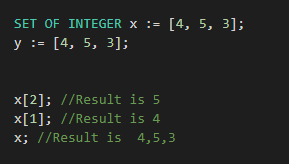 SET OF INTEGER x := [4, 5, 3];
y := [4, 5, 3];
x[2]; //Result is 5
x[1]; //Result is 4
x; //Result is  4,5,3